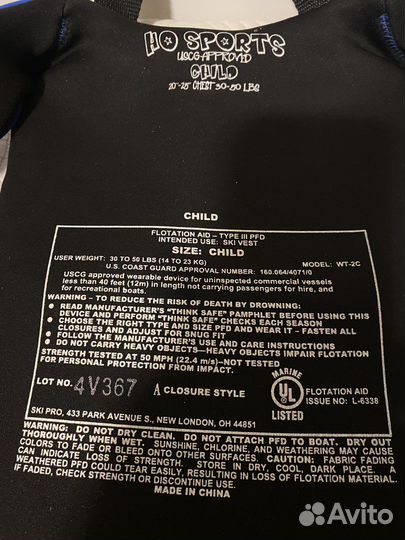 HO SPORTS
USCG APPROVED
CHILD
20"-25" CHEST 30-50 LBS
CHILD
FLOTATION AID – TYPE III PFD
INTENDED USE: SKI VEST
SIZE: CHILD
USER WEIGHT: 30 TO 50 LBS (14 TO 23 KG) MODEL: WT-2C
U.S. COAST GUARD APPROVAL NUMBER: 160.064/4071/0
USCG approved wearable device for uninspected commercial vessels
less than 40 feet (12m) in length not carrying passengers for hire, and
for recreational boats.
WARNING – TO REDUCE THE RISK OF DEATH BY DROWNING:
● READ MANUFACTURER'S "THINK SAFE" PAMPHLET BEFORE USING THIS
DEVICE AND PERFORM "THINK SAFE" CHECKS EACH SEASON
● CHOOSE THE RIGHT TYPE AND SIZE PFD AND WEAR IT – FASTEN ALL
CLOSURES AND ADJUST FOR SNUG FIT
● FOLLOW THE MANUFACTURER'S USE AND CARE INSTRUCTIONS
● DO NOT CARRY HEAVY OBJECTS–HEAVY OBJECTS IMPAIR FLOTATION
STRENGTH TESTED AT 50 MPH (22.4 m/s)–NOT TESTED
FOR PROTECTION FROM IMPACT.
LOT NO. 4V367 A CLOSURE STYLE
MARINE
UL
LISTED
FLOTATION AID
ISSUE NO: L-6338
SKI PRO, 433 PARK AVENUE S., NEW LONDON, OH 44851
WARNING: DO NOT DRY CLEAN. DO NOT ATTACH PFD TO BOAT. DRY OUT
THOROUGHLY WHEN WET. SUNSHINE, CHLORINE, AND WEATHERING MAY CAUSE
COLORS TO FADE OR BLEED ONTO OTHER SURFACES. CAUTION: FABRIC FADING
CAN INDICATE LOSS OF STRENGTH. STORE IN DRY, COOL, DARK PLACE. A
WEATHERED PFD COULD TEAR EASILY, RESULTING IN LOSS OF FLOTATION MATERIAL.
IF FADED, CHECK STRENGTH OR DISCONTINUE USE.
MADE IN CHINA
Avito